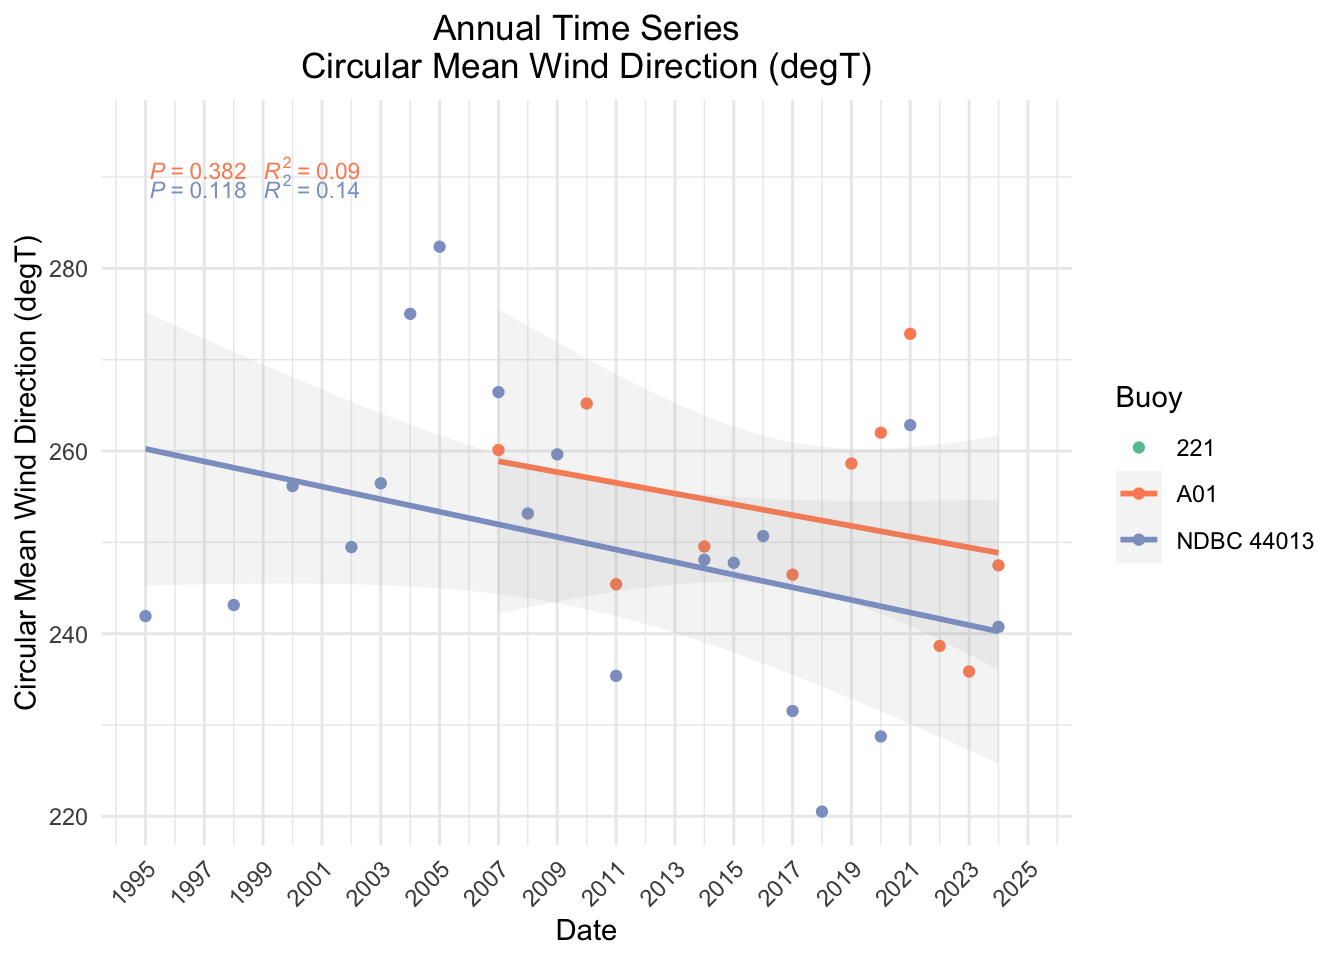 Annual Time Series
Circular Mean Wind Direction (degT)
P = 0.382 R² = 0.09
P = 0.118 R² = 0.14
Circular Mean Wind Direction (degT)
280
260
240
220
1995 1997 1999 2001 2003 2005 2007 2009 2011 2013 2015 2017 2019 2021 2023 2025
Date
Buoy
221
A01
NDBC 44013